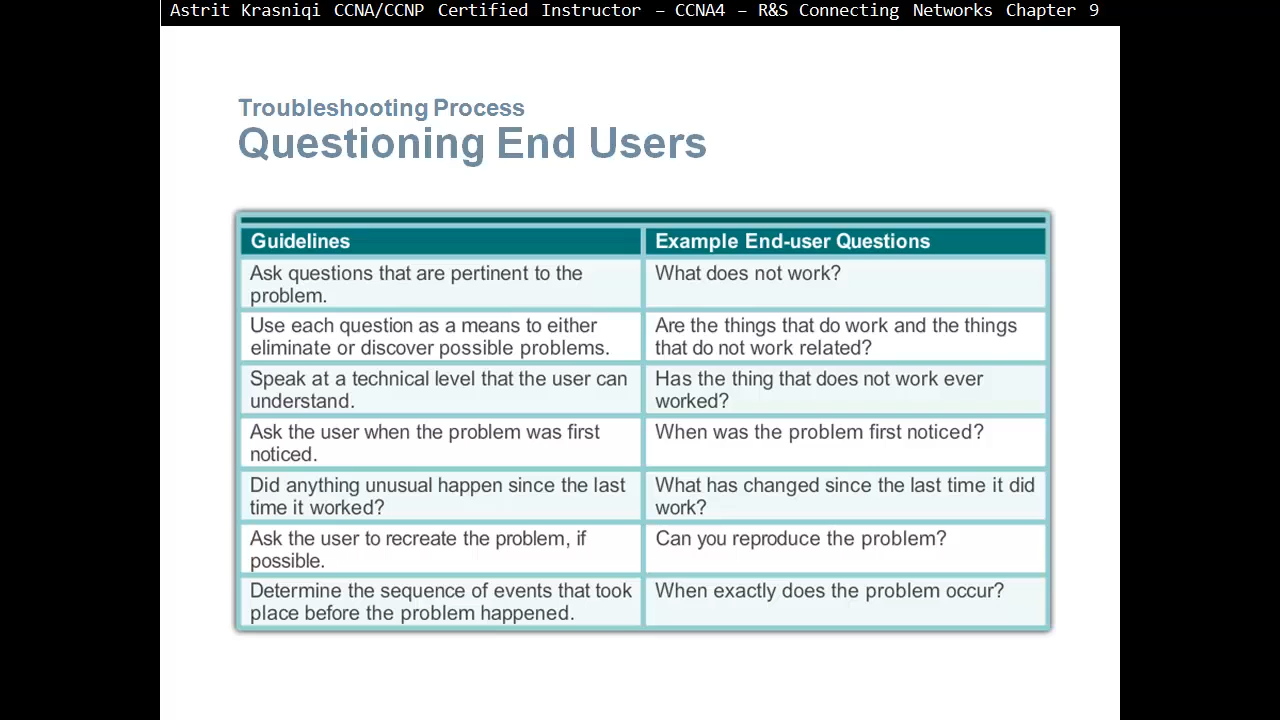 Astrit Krasniqi CCNA/CCNP Certified Instructor – CCNA4 – R&S Connecting Networks Chapter 9
Troubleshooting Process
Questioning End Users
Guidelines
Example End-user Questions
Ask questions that are pertinent to the
problem.
What does not work?
Use each question as a means to either
eliminate or discover possible problems.
Are the things that do work and the things
that do not work related?
Speak at a technical level that the user can
understand.
Has the thing that does not work ever
worked?
Ask the user when the problem was first
noticed.
When was the problem first noticed?
Did anything unusual happen since the last
time it worked?
What has changed since the last time it did
work?
Ask the user to recreate the problem, if
possible.
Can you reproduce the problem?
Determine the sequence of events that took
place before the problem happened.
When exactly does the problem occur?